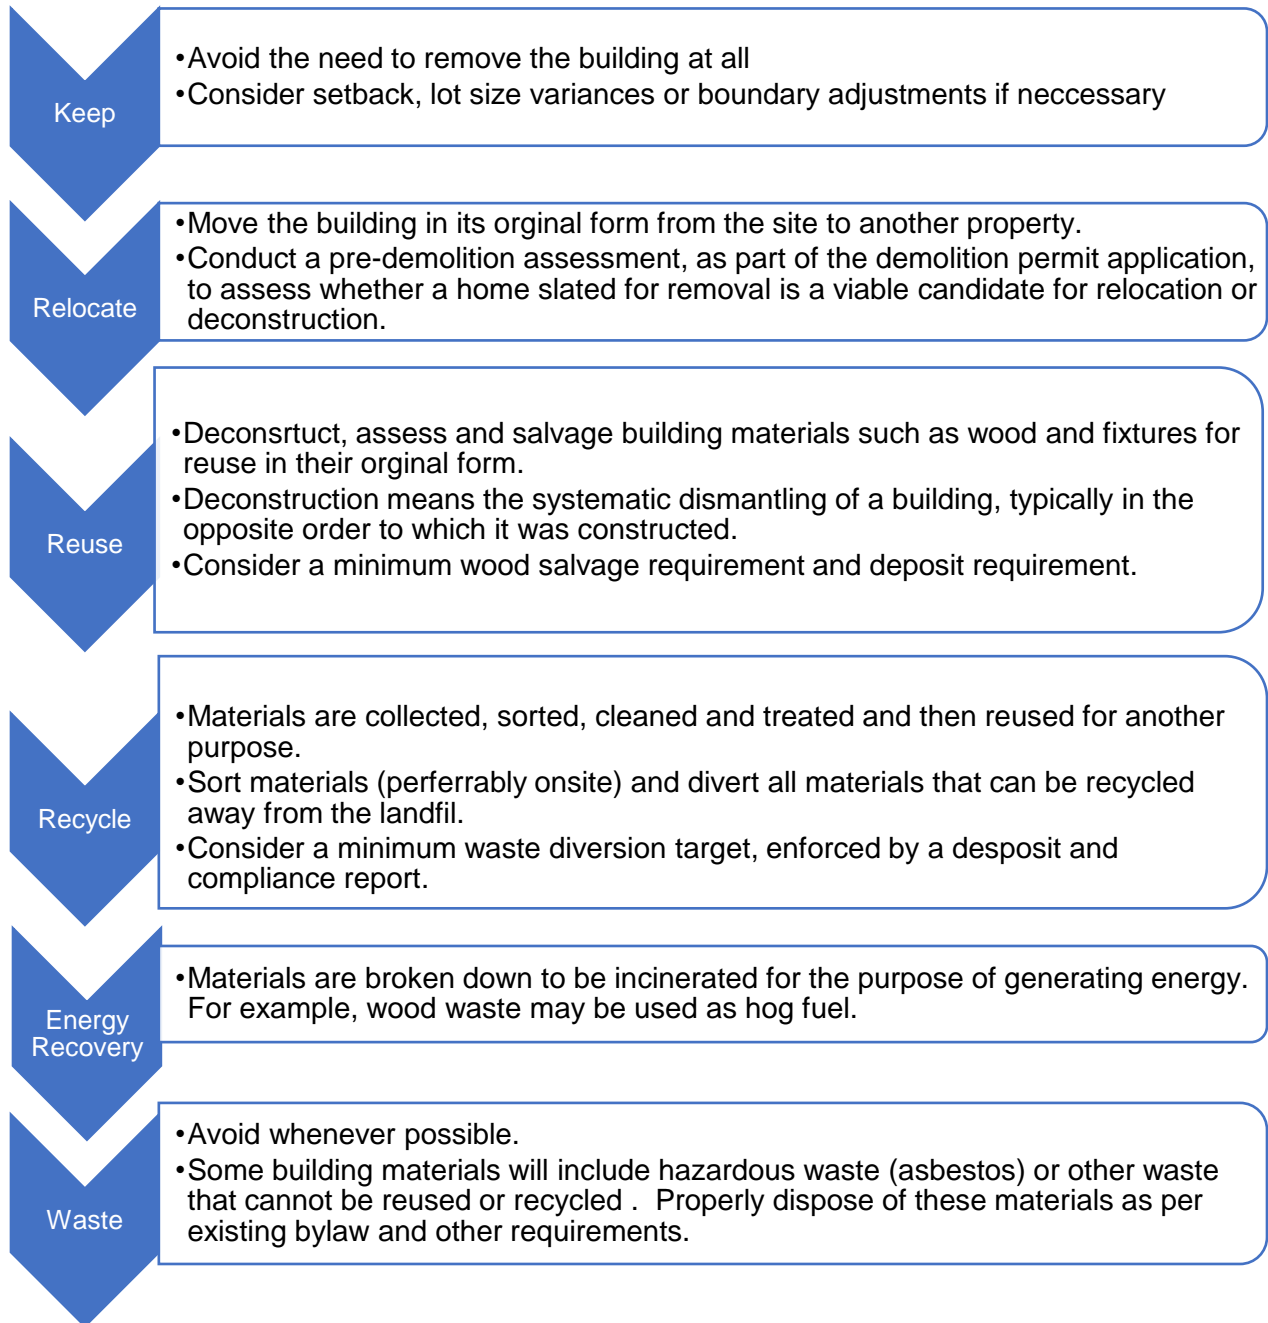 Keep
•Avoid the need to remove the building at all
•Consider setback, lot size variances or boundary adjustments if neccessary
Relocate
•Move the building in its orginal form from the site to another property.
•Conduct a pre-demolition assessment, as part of the demolition permit application,
to assess whether a home slated for removal is a viable candidate for relocation or
deconstruction.
Reuse
•Deconsrtuct, assess and salvage building materials such as wood and fixtures for
reuse in their orginal form.
•Deconstruction means the systematic dismantling of a building, typically in the
opposite order to which it was constructed.
•Consider a minimum wood salvage requirement and deposit requirement.
Recycle
•Materials are collected, sorted, cleaned and treated and then reused for another
purpose.
•Sort materials (perferrably onsite) and divert all materials that can be recycled
away from the landfil.
•Consider a minimum waste diversion target, enforced by a desposit and
compliance report.
Energy
Recovery
•Materials are broken down to be incinerated for the purpose of generating energy.
For example, wood waste may be used as hog fuel.
Waste
•Avoid whenever possible.
•Some building materials will include hazardous waste (asbestos) or other waste
that cannot be reused or recycled .  Properly dispose of these materials as per
existing bylaw and other requirements.